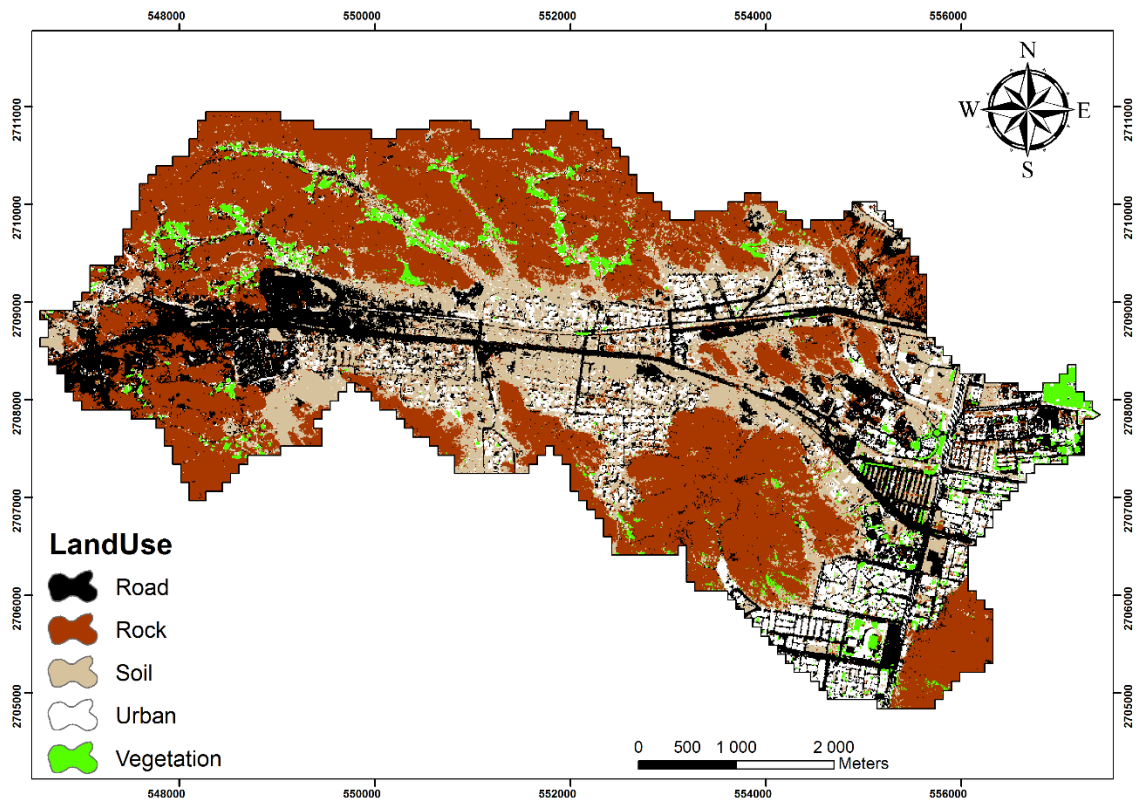 548000 550000 552000 554000 556000
N
W E
S
2711000 2711000
2710000 2710000
2709000 2709000
2708000 2708000
2707000 2707000
2706000 2706000
2705000 2705000
LandUse
Road
Rock
Soil
Urban
Vegetation
0 500 1 000 2 000
Meters
548000 550000 552000 554000 556000